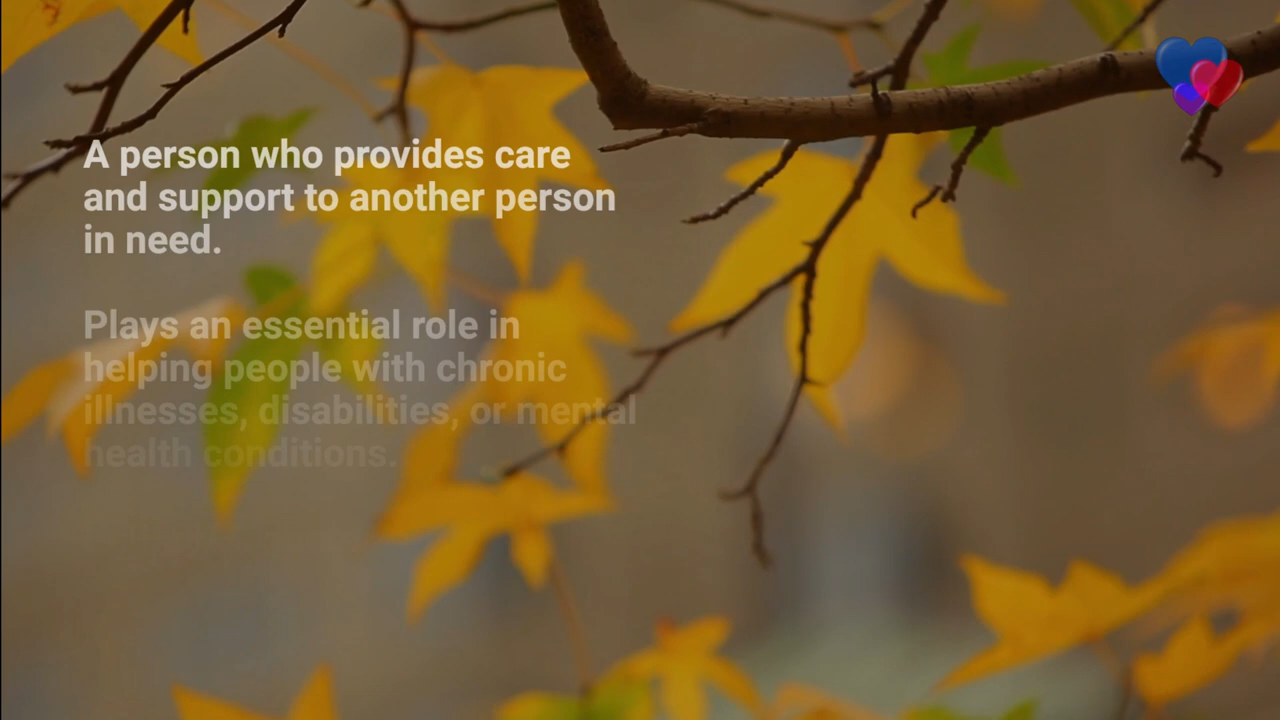 A person who provides care
and support to another person
in need.
Plays an essential role in
helping people with chronic
illnesses, disabilities, or mental
health conditions.